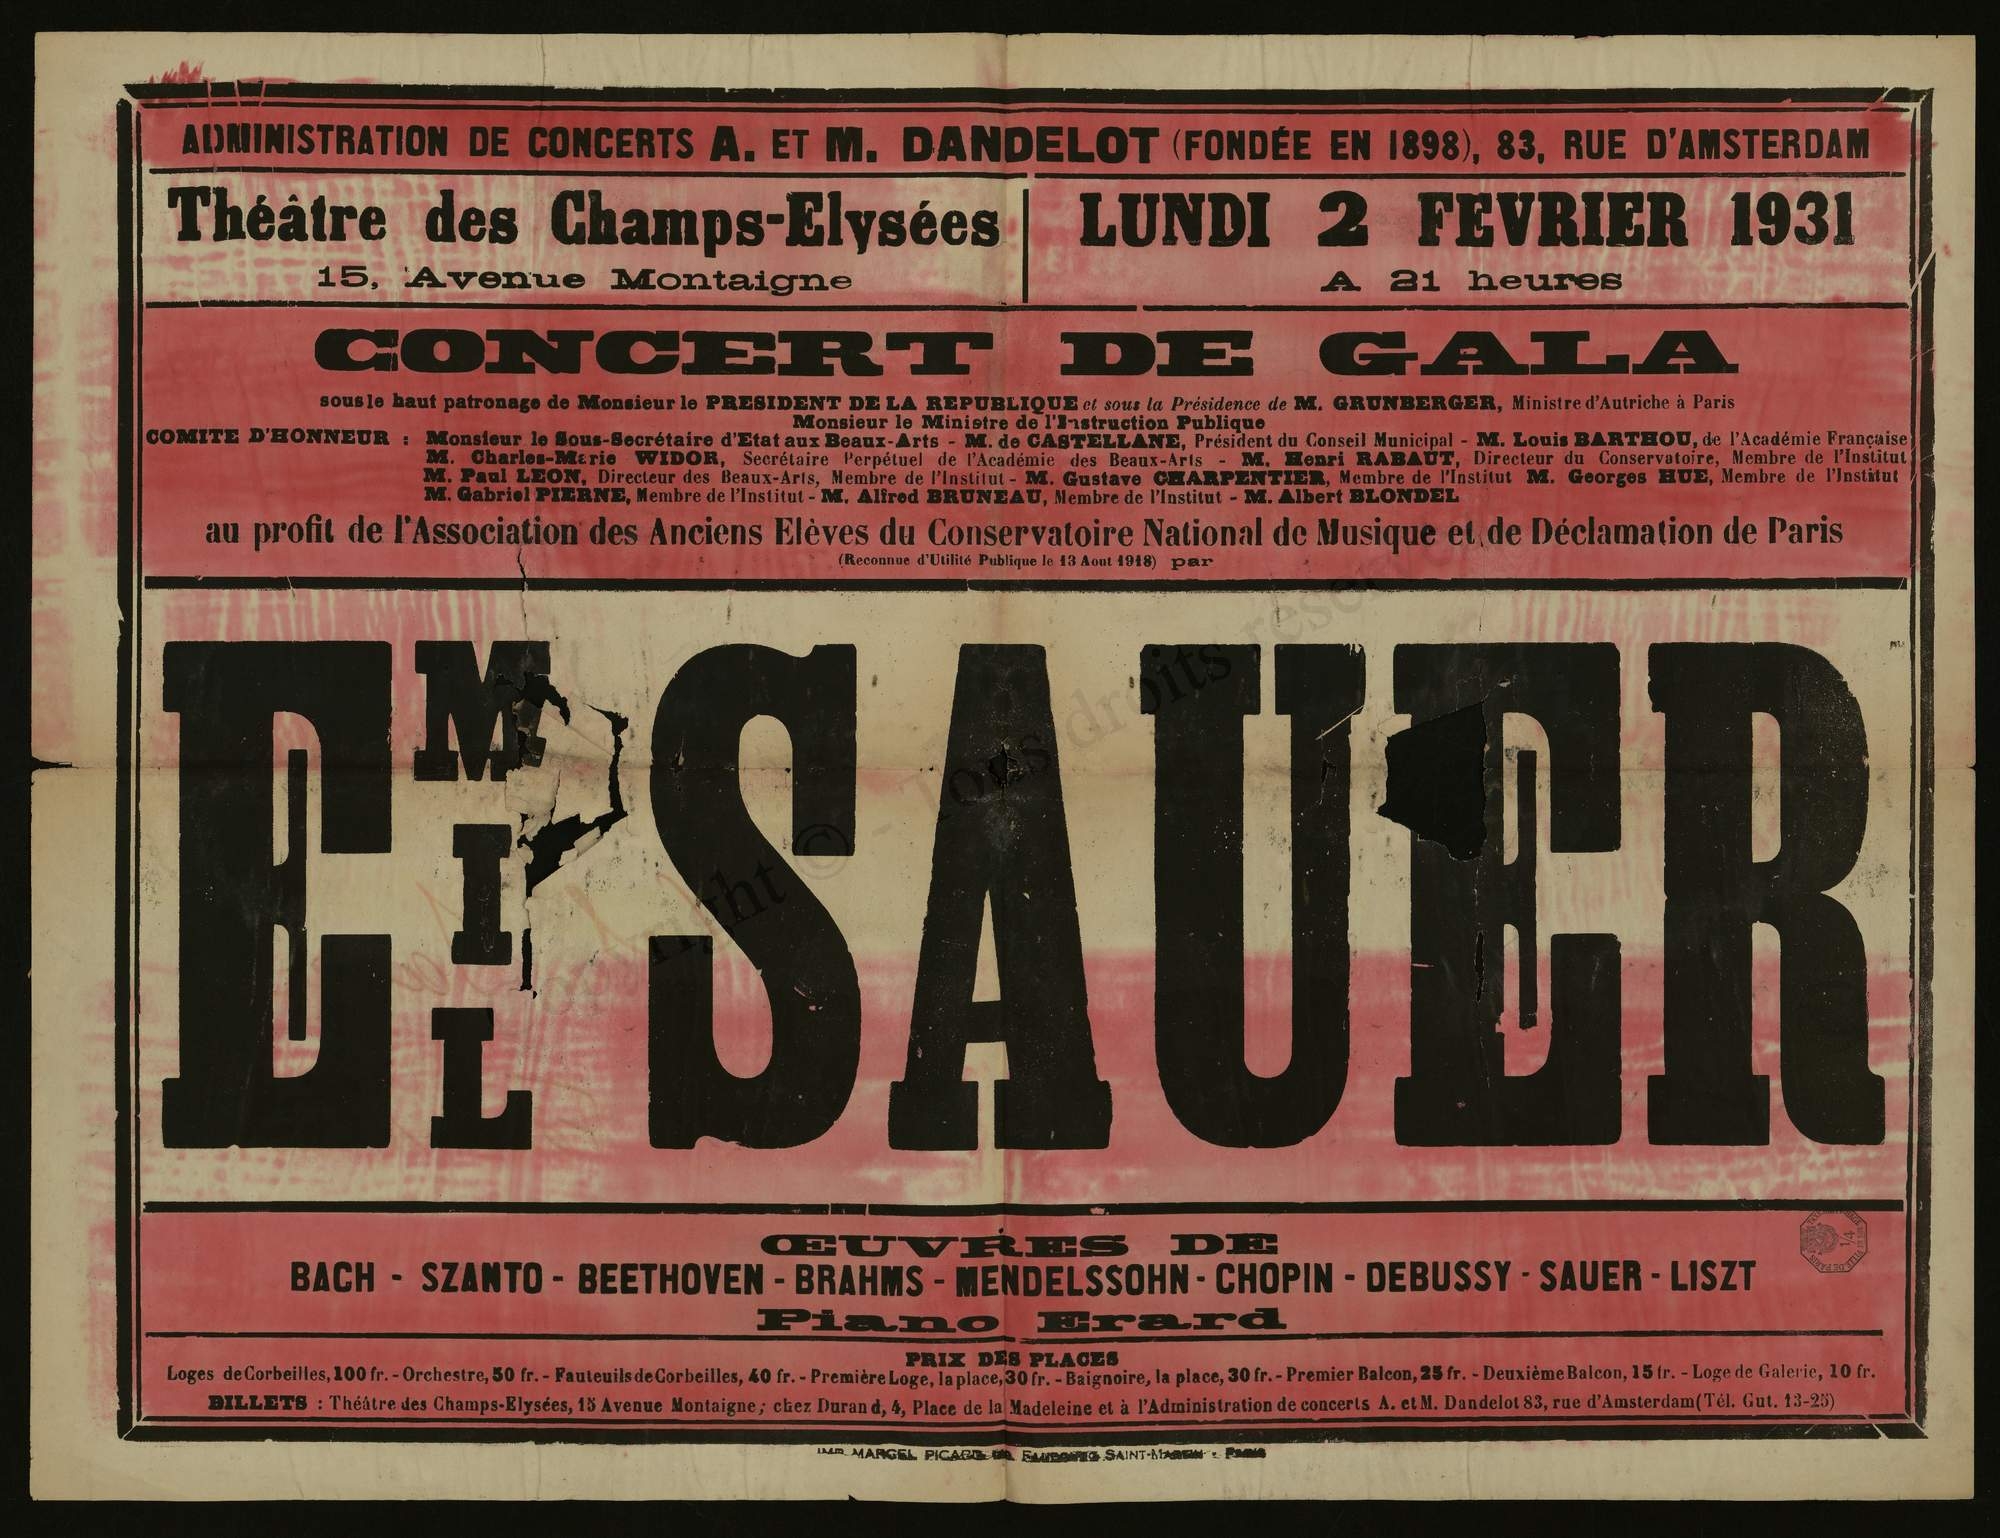 ADMINISTRATION DE CONCERTS A. ET M. DANDELOT (FONDÉE EN 1898), 83, RUE D'AMSTERDAM
Théâtre des Champs-Elysées
15, Avenue Montaigne
LUNDI 2 FEVRIER 1931
A 21 heures
CONCERT DE GALA
sous le haut patronage de Monsieur le PRESIDENT DE LA REPUBLIQUE et sous la Présidence de M. GRUNBERGER, Ministre d'Autriche à Paris
Monsieur le Ministre de l'Instruction Publique
COMITE D'HONNEUR : Monsieur le Sous-Secrétaire d'Etat aux Beaux-Arts - M. de CASTELLANE, Président du Conseil Municipal - M. Louis BARTHOU, de l'Académie Française
M. Charles-Marie WIDOR, Secrétaire Perpétuel de l'Académie des Beaux-Arts - M. Henri RABAUT, Directeur du Conservatoire, Membre de l'Institut
M. Paul LEON, Directeur des Beaux-Arts, Membre de l'Institut - M. Gustave CHARPENTIER, Membre de l'Institut M. Georges HUE, Membre de l'Institut
M. Gabriel PIERNE, Membre de l'Institut - M. Alfred BRUNEAU, Membre de l'Institut - M. Albert BLONDEL
au profit de l'Association des Anciens Elèves du Conservatoire National de Musique et de Déclamation de Paris
(Reconnue d'Utilité Publique le 13 Aout 1918) par
EMIL SAUER
ŒUVRES DE
BACH - SZANTO - BEETHOVEN - BRAHMS - MENDELSSOHN - CHOPIN - DEBUSSY - SAUER - LISZT
Piano Erard
PRIX DES PLACES
Loges de Corbeilles, 100 fr. - Orchestre, 50 fr. - Fauteuils de Corbeilles, 40 fr. - Première Loge, la place, 30 fr. - Baignoire, la place, 30 fr. - Premier Balcon, 25 fr. - Deuxième Balcon, 15 fr. - Loge de Galerie, 10 fr.
BILLETS : Théâtre des Champs-Elysées, 15 Avenue Montaigne ; chez Durand, 4, Place de la Madeleine et à l'Administration de concerts A. et M. Dandelot 83, rue d'Amsterdam (Tél. Gut. 13-25)
IMP. MARCEL PICARD FAUBOURG SAINT-MARTIN - PARIS
Copyright © - Tous droits